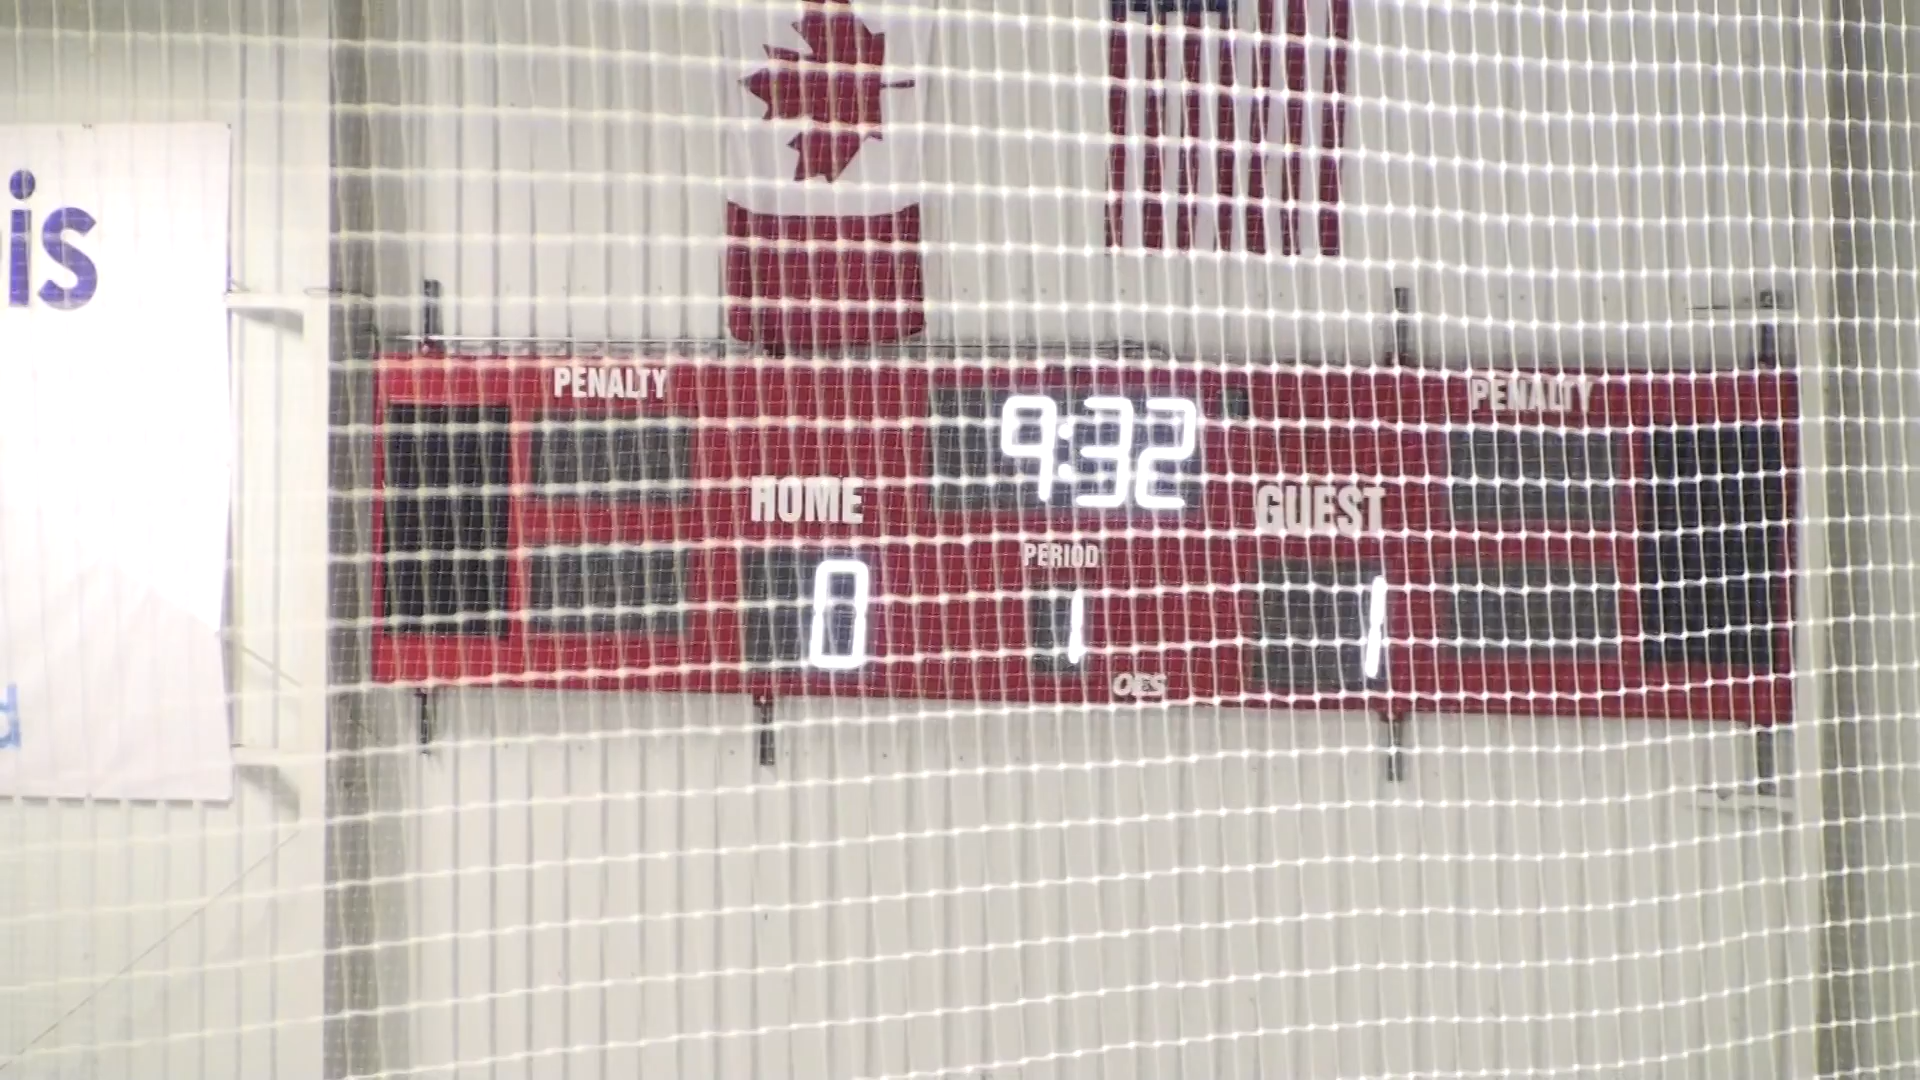 is
d
PENALTY
PENALTY
9:32
HOME
GUEST
PERIOD
0
1
1
OES